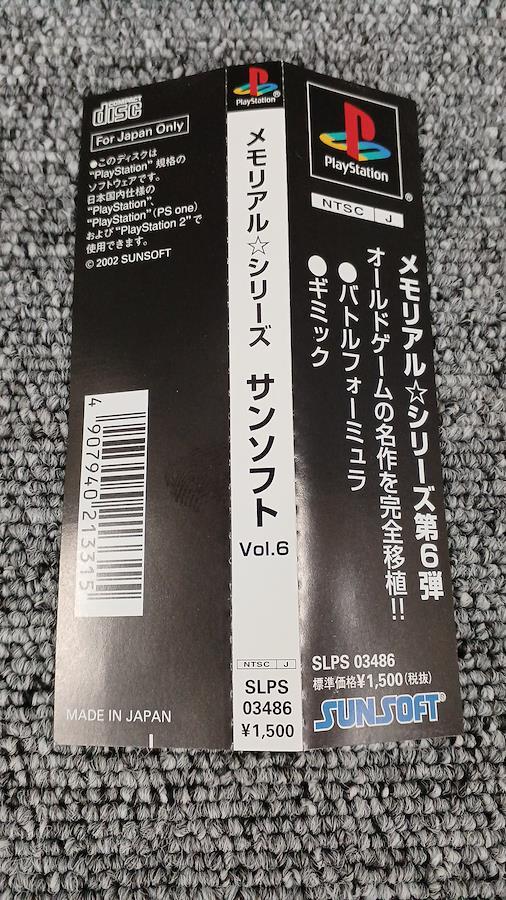 COMPACT
disc
For Japan Only
●このディスクは
"PlayStation" 規格の
ソフトウェアです。
日本国内仕様の
"PlayStation",
"PlayStation"(PS one)
および "PlayStation 2" で
使用できます。
© 2002 SUNSOFT
4 907940 213315
MADE IN JAPAN
PlayStation®
メモリアル☆シリーズ サンソフト Vol.6
NTSC J
SLPS
03486
¥1,500
PlayStation
®
NTSC J
メモリアル☆シリーズ第6弾
オールドゲームの名作を完全移植!!
●バトルフォーミュラ
●ギミック
SLPS 03486
標準価格¥1,500(税抜)
SUNSOFT®